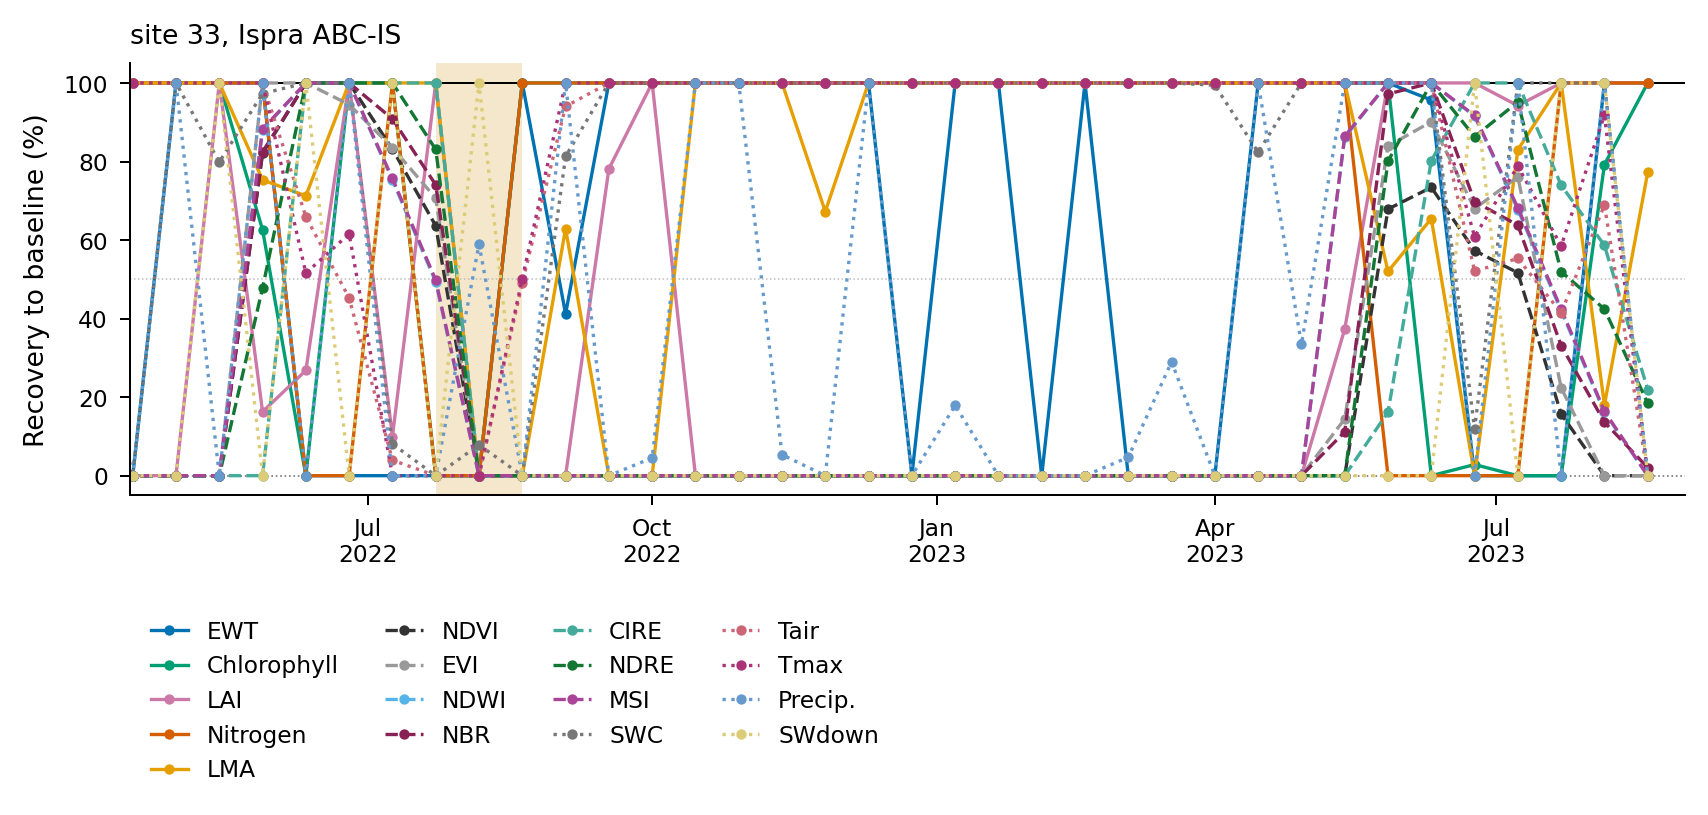 site 33, Ispra ABC-IS
Recovery to baseline (%)
100
80
60
40
20
0
Jul
2022
Oct
2022
Jan
2023
Apr
2023
Jul
2023
EWT
Chlorophyll
LAI
Nitrogen
LMA
NDVI
EVI
NDWI
NBR
CIRE
NDRE
MSI
SWC
Tair
Tmax
Precip.
SWdown